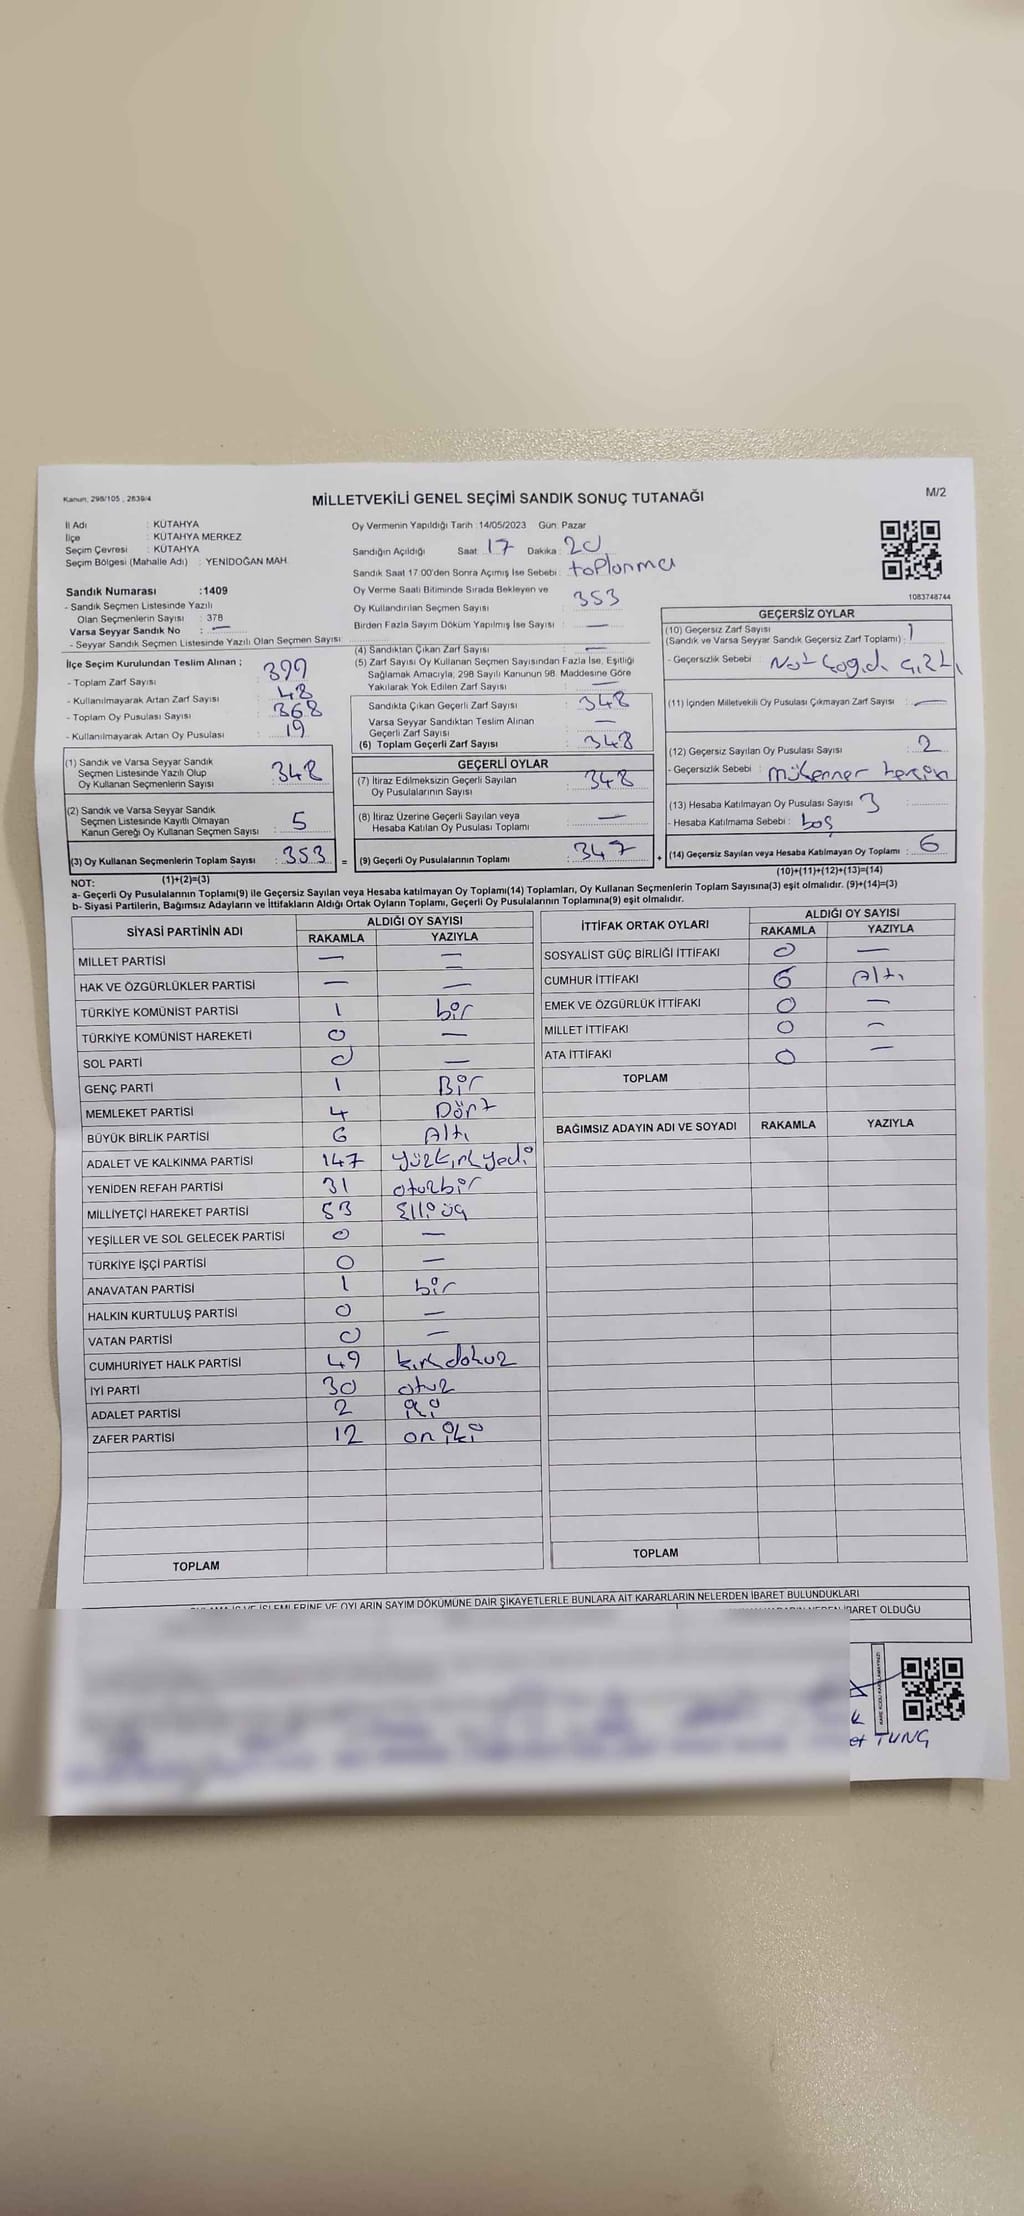 Kanun: 298/105 , 2839/4
MİLLETVEKİLİ GENEL SEÇİMİ SANDIK SONUÇ TUTANAĞI
M/2
İl Adı : KÜTAHYA
İlçe : KÜTAHYA MERKEZ
Seçim Çevresi : KÜTAHYA
Seçim Bölgesi (Mahalle Adı) : YENİDOĞAN MAH.
Sandık Numarası :1409
- Sandık Seçmen Listesinde Yazılı
Olan Seçmenlerin Sayısı : 378
Varsa Seyyar Sandık No : —
- Seyyar Sandık Seçmen Listesinde Yazılı Olan Seçmen Sayısı:
Oy Vermenin Yapıldığı Tarih : 14/05/2023 Gün: Pazar
Sandığın Açıldığı Saat : 17 Dakika : 20
Sandık Saat 17:00'den Sonra Açımış İse Sebebi: toplanma
Oy Verme Saati Bitiminde Sırada Bekleyen ve
Oy Kullandırılan Seçmen Sayısı : 353
Birden Fazla Sayım Döküm Yapılmış İse Sayısı : —
1083748744
İlçe Seçim Kurulundan Teslim Alınan ;
- Toplam Zarf Sayısı : 399
- Kullanılmayarak Artan Zarf Sayısı : 48
- Toplam Oy Pusulası Sayısı : 368
- Kullanılmayarak Artan Oy Pusulası : 19
(1) Sandık ve Varsa Seyyar Sandık
Seçmen Listesinde Yazılı Olup
Oy Kullanan Seçmenlerin Sayısı : 348
(2) Sandık ve Varsa Seyyar Sandık
Seçmen Listesinde Kayıtlı Olmayan
Kanun Gereği Oy Kullanan Seçmen Sayısı : 5
(3) Oy Kullanan Seçmenlerin Toplam Sayısı : 353 =
(1)+(2)=(3)
(4) Sandıktan Çıkan Zarf Sayısı : —
(5) Zarf Sayısı Oy Kullanan Seçmen Sayısından Fazla İse, Eşitliği
Sağlamak Amacıyla, 298 Sayılı Kanunun 98. Maddesine Göre
Yakılarak Yok Edilen Zarf Sayısı : —
Sandıkta Çıkan Geçerli Zarf Sayısı : 348
Varsa Seyyar Sandıktan Teslim Alınan
Geçerli Zarf Sayısı : —
(6) Toplam Geçerli Zarf Sayısı : 348
GEÇERLİ OYLAR
(7) İtiraz Edilmeksizin Geçerli Sayılan
Oy Pusulalarının Sayısı : 348
(8) İtiraz Üzerine Geçerli Sayılan veya
Hesaba Katılan Oy Pusulası Toplamı : —
(9) Geçerli Oy Pusulalarının Toplamı : 347 +
GEÇERSİZ OYLAR
(10) Geçersiz Zarf Sayısı
(Sandık ve Varsa Seyyar Sandık Geçersiz Zarf Toplamı) : 1
- Geçersizlik Sebebi :
(11) İçinden Milletvekili Oy Pusulası Çıkmayan Zarf Sayısı : —
(12) Geçersiz Sayılan Oy Pusulası Sayısı : 2
- Geçersizlik Sebebi :
(13) Hesaba Katılmayan Oy Pusulası Sayısı : 3
- Hesaba Katılmama Sebebi : boş
(14) Geçersiz Sayılan veya Hesaba Katılmayan Oy Toplamı : 6
(10)+(11)+(12)+(13)=(14)
NOT:
a- Geçerli Oy Pusulalarının Toplamı(9) ile Geçersiz Sayılan veya Hesaba katılmayan Oy Toplamı(14) Toplamları, Oy Kullanan Seçmenlerin Toplam Sayısına(3) eşit olmalıdır. (9)+(14)=(3)
b- Siyasi Partilerin, Bağımsız Adayların ve İttifakların Aldığı Ortak Oyların Toplamı, Geçerli Oy Pusulalarının Toplamına(9) eşit olmalıdır.
SİYASİ PARTİNİN ADI ALDIĞI OY SAYISI
RAKAMLA YAZIYLA
MİLLET PARTİSİ — —
HAK VE ÖZGÜRLÜKLER PARTİSİ — —
TÜRKİYE KOMÜNİST PARTİSİ 1 bir
TÜRKİYE KOMÜNİST HAREKETİ 0 —
SOL PARTİ 0 —
GENÇ PARTİ 1 Bir
MEMLEKET PARTİSİ 4 Dört
BÜYÜK BİRLİK PARTİSİ 6 Altı
ADALET VE KALKINMA PARTİSİ 147 yüzkırkyedi
YENİDEN REFAH PARTİSİ 31 otuzbir
MİLLİYETÇİ HAREKET PARTİSİ 53 Elliüç
YEŞİLLER VE SOL GELECEK PARTİSİ 0 —
TÜRKİYE İŞÇİ PARTİSİ 0 —
ANAVATAN PARTİSİ 1 bir
HALKIN KURTULUŞ PARTİSİ 0 —
VATAN PARTİSİ 0 —
CUMHURİYET HALK PARTİSİ 49 kırkdokuz
İYİ PARTİ 30 otuz
ADALET PARTİSİ 2 iki
ZAFER PARTİSİ 12 oniki
TOPLAM
İTTİFAK ORTAK OYLARI ALDIĞI OY SAYISI
RAKAMLA YAZIYLA
SOSYALİST GÜÇ BİRLİĞİ İTTİFAKI 0 —
CUMHUR İTTİFAKI 6 Altı
EMEK VE ÖZGÜRLÜK İTTİFAKI 0 —
MİLLET İTTİFAKI 0 —
ATA İTTİFAKI 0 —
TOPLAM
BAĞIMSIZ ADAYIN ADI VE SOYADI RAKAMLA YAZIYLA
TOPLAM
VE İŞLEMLERİNE VE OYLARIN SAYIM DÖKÜMÜNE DAİR ŞİKAYETLERLE BUNLARA AİT KARARLARIN NELERDEN İBARET BULUNDUKLARI
İBARET OLDUĞU
TUNÇ